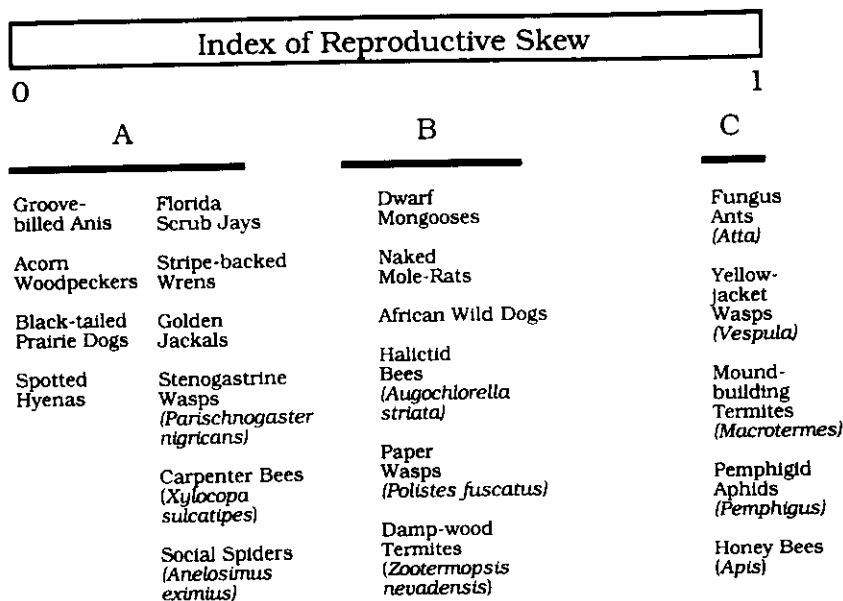 Index of Reproductive Skew
0
1
A
Groove-
billed Anis
Acorn
Woodpeckers
Black-tailed
Prairie Dogs
Spotted
Hyenas
Florida
Scrub Jays
Stripe-backed
Wrens
Golden
Jackals
Stenogastrine
Wasps
(Parischnogaster
nigricans)
Carpenter Bees
(Xylocopa
sulcatipes)
Social Spiders
(Anelosimus
eximius)
B
Dwarf
Mongooses
Naked
Mole-Rats
African Wild Dogs
Halictid
Bees
(Augochlorella
striata)
Paper
Wasps
(Polistes fuscatus)
Damp-wood
Termites
(Zootermopsis
nevadensis)
C
Fungus
Ants
(Atta)
Yellow-
jacket
Wasps
(Vespula)
Mound-
building
Termites
(Macrotermes)
Pemphigid
Aphids
(Pemphigus)
Honey Bees
(Apis)